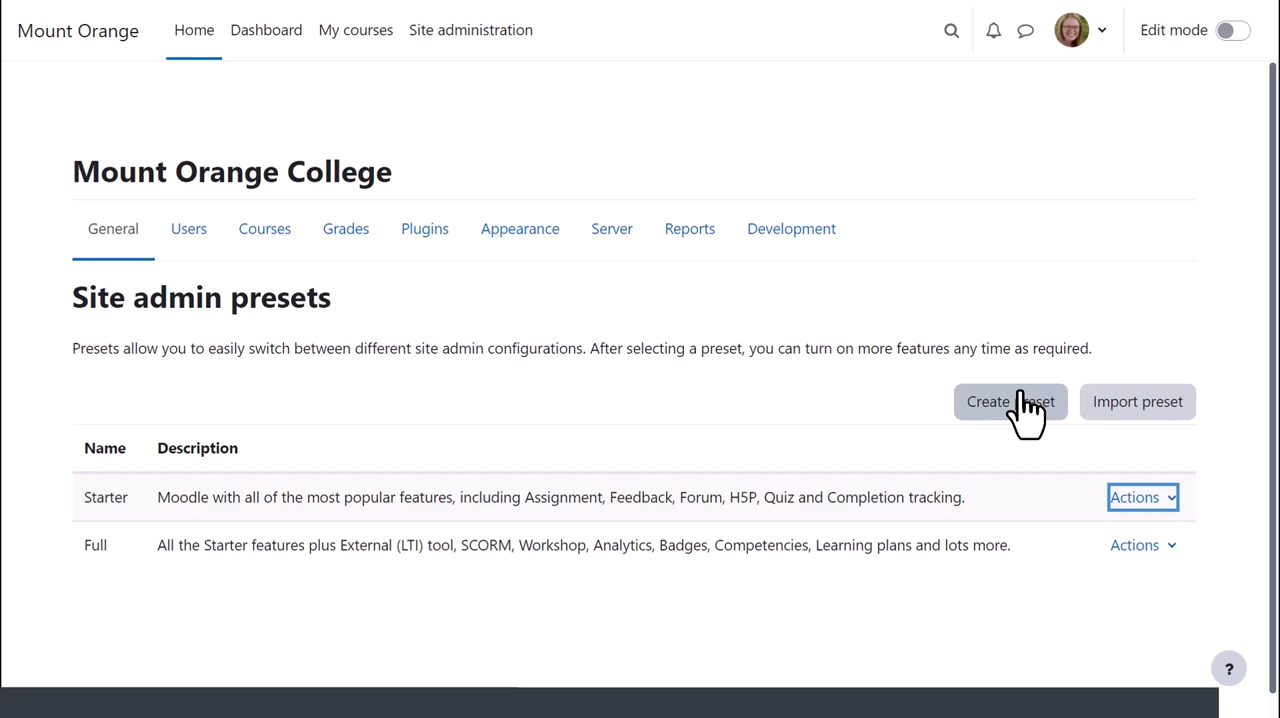 Mount Orange Home Dashboard My courses Site administration Edit mode
Mount Orange College
General Users Courses Grades Plugins Appearance Server Reports Development
Site admin presets
Presets allow you to easily switch between different site admin configurations. After selecting a preset, you can turn on more features any time as required.
Create preset Import preset
Name Description
Starter Moodle with all of the most popular features, including Assignment, Feedback, Forum, H5P, Quiz and Completion tracking. Actions
Full All the Starter features plus External (LTI) tool, SCORM, Workshop, Analytics, Badges, Competencies, Learning plans and lots more. Actions
?